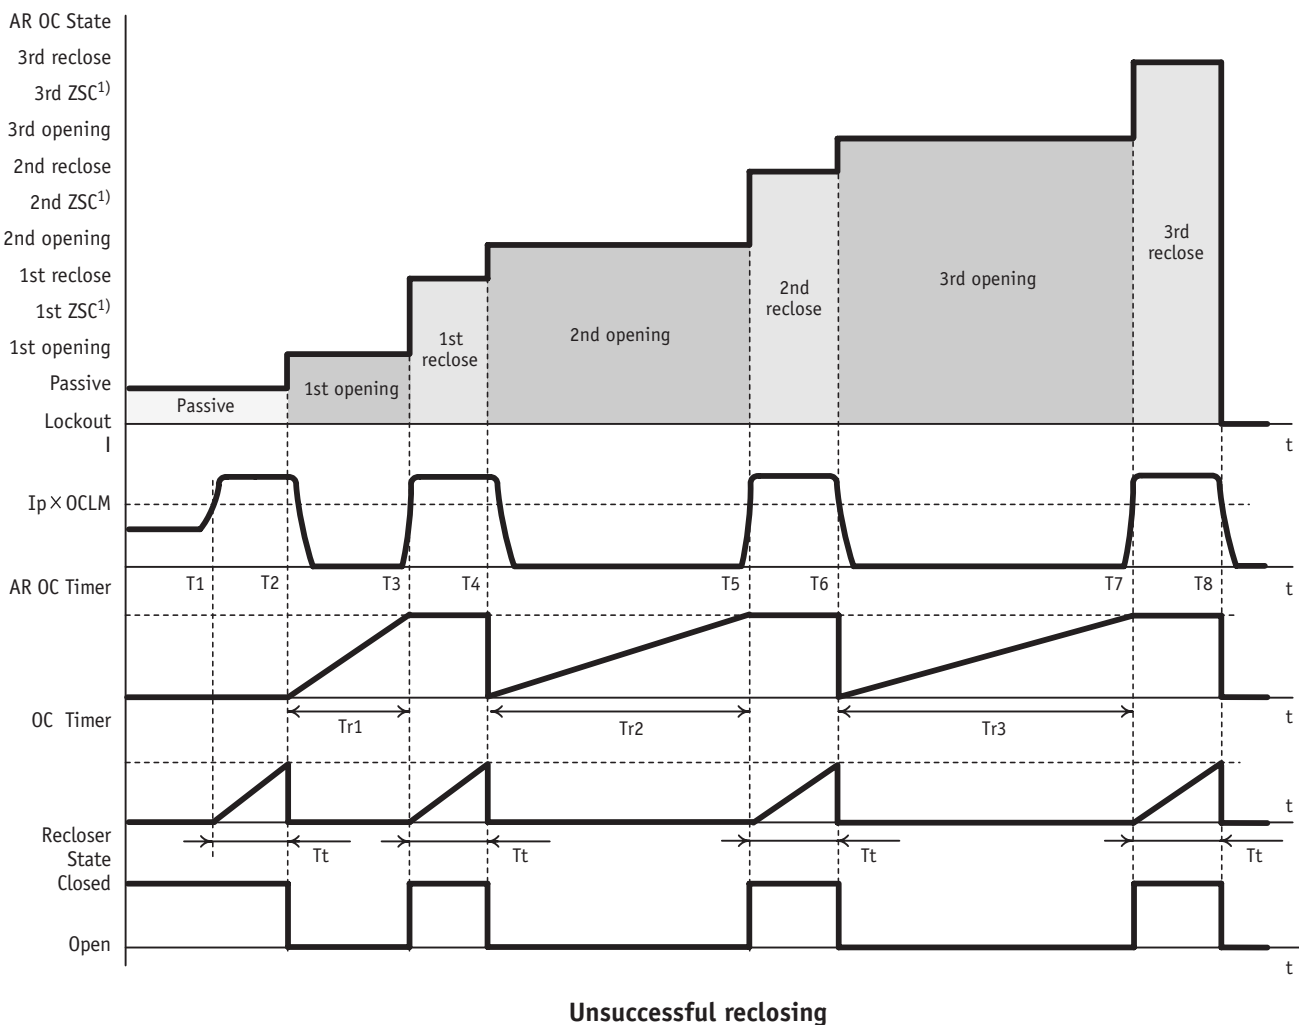 AR OC State
3rd reclose
3rd ZSC1)
3rd opening
2nd reclose
2nd ZSC1)
2nd opening
1st reclose
1st ZSC1)
1st opening
Passive
Lockout
Passive
1st opening
1st
reclose
2nd opening
2nd
reclose
3rd opening
3rd
reclose
t
I
Ip×OCLM
T1
T2
T3
T4
T5
T6
T7
T8
t
AR OC Timer
Tr1
Tr2
Tr3
t
OC Timer
t
Tt
Tt
Tt
Tt
Recloser
State
Closed
Open
t
Unsuccessful reclosing